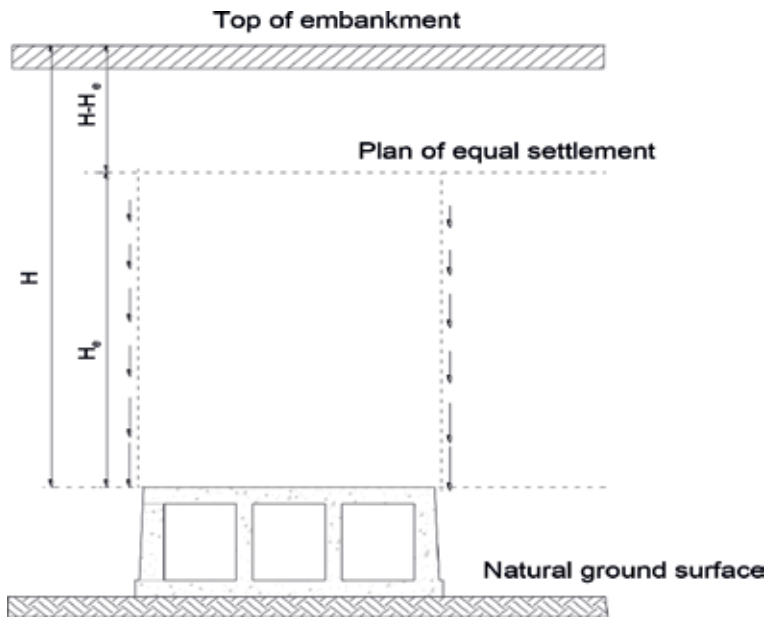 Top of embankment
H-He
Plan of equal settlement
H
He
Natural ground surface